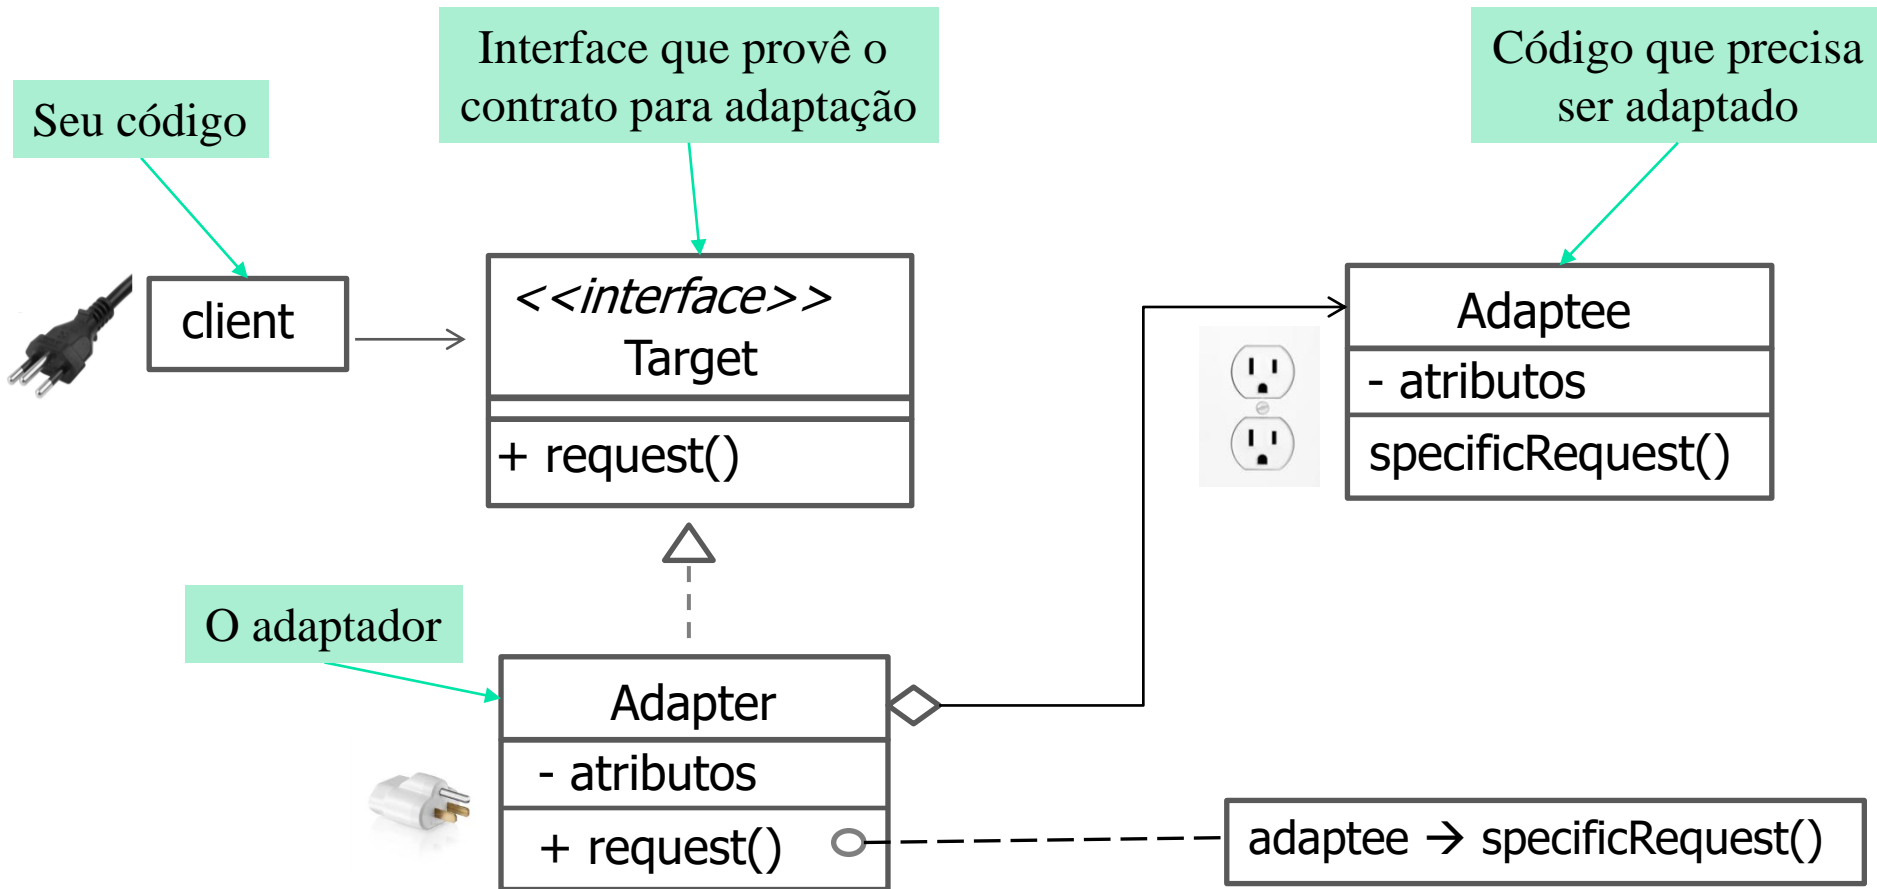 Seu código
Interface que provê o
contrato para adaptação
Código que precisa
ser adaptado
client
<<interface>>
Target
+ request()
Adaptee
- atributos
specificRequest()
O adaptador
Adapter
- atributos
+ request()
adaptee → specificRequest()